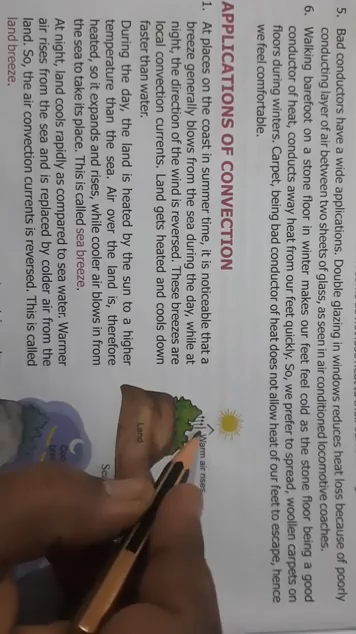 5. Bad conductors have a wide applications. Double glazing in windows reduces heat loss because of poorly
conducting layer of air between two sheets of glass, as seen in air conditioned locomotive coaches.
6. Walking barefoot on a stone floor in winter makes our feet feel cold as the stone floor being a good
conductor of heat, conducts away heat from our feet quickly. So, we prefer to spread, woollen carpets on
floors during winters. Carpet, being bad conductor of heat does not allow heat of our feet to escape, hence
we feel comfortable.
APPLICATIONS OF CONVECTION
1. At places on the coast in summer time, it is noticeable that a
breeze generally blows from the sea during the day, while at
night, the direction of the wind is reversed. These breezes are
local convection currents. Land gets heated and cools down
faster than water.
During the day, the land is heated by the sun to a higher
temperature than the sea. Air over the land is, therefore
heated, so it expands and rises, while cooler air blows in from
the sea to take its place. This is called sea breeze.
At night, land cools rapidly as compared to sea water. Warmer
air rises from the sea and is replaced by colder air from the
land. So, the air convection currents is reversed. This is called
land breeze.
Warm air rises
Land